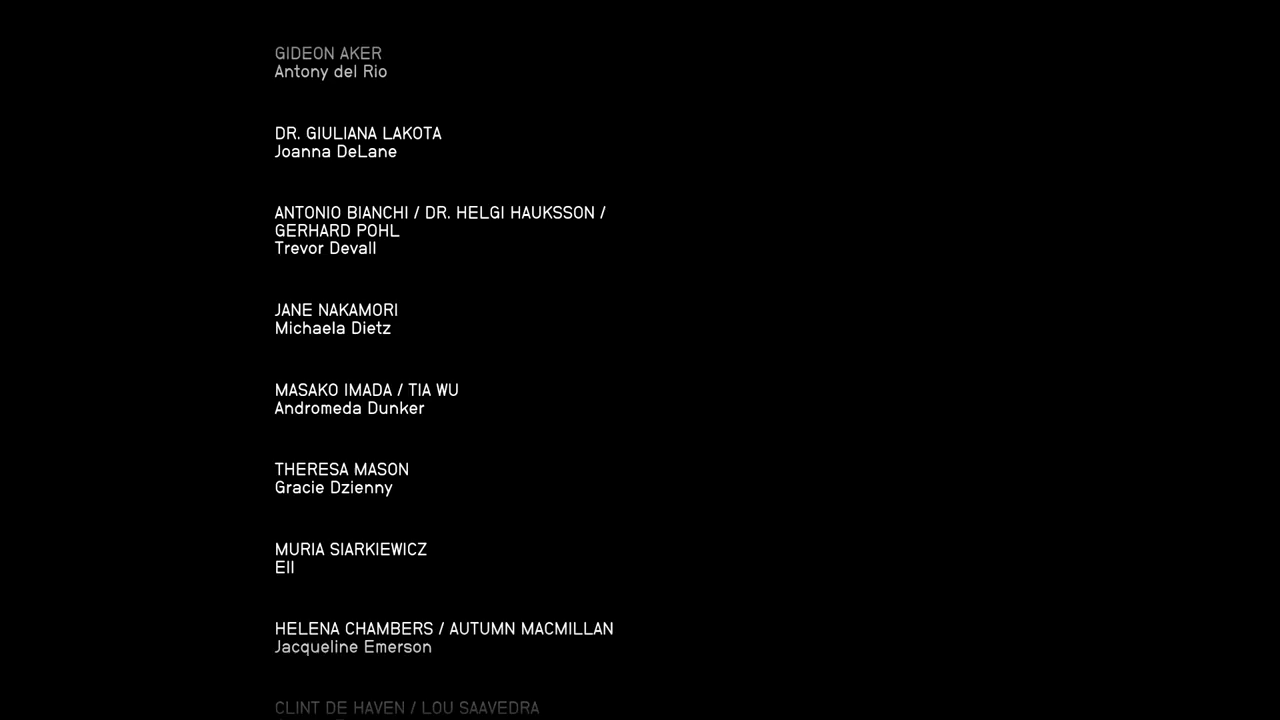 GIDEON AKER
Antony del Rio
DR. GIULIANA LAKOTA
Joanna DeLane
ANTONIO BIANCHI / DR. HELGI HAUKSSON /
GERHARD POHL
Trevor Devall
JANE NAKAMORI
Michaela Dietz
MASAKO IMADA / TIA WU
Andromeda Dunker
THERESA MASON
Gracie Dzienny
MURIA SIARKIEWICZ
Ell
HELENA CHAMBERS / AUTUMN MACMILLAN
Jacqueline Emerson
CLINT DE HAVEN / LOU SAAVEDRA